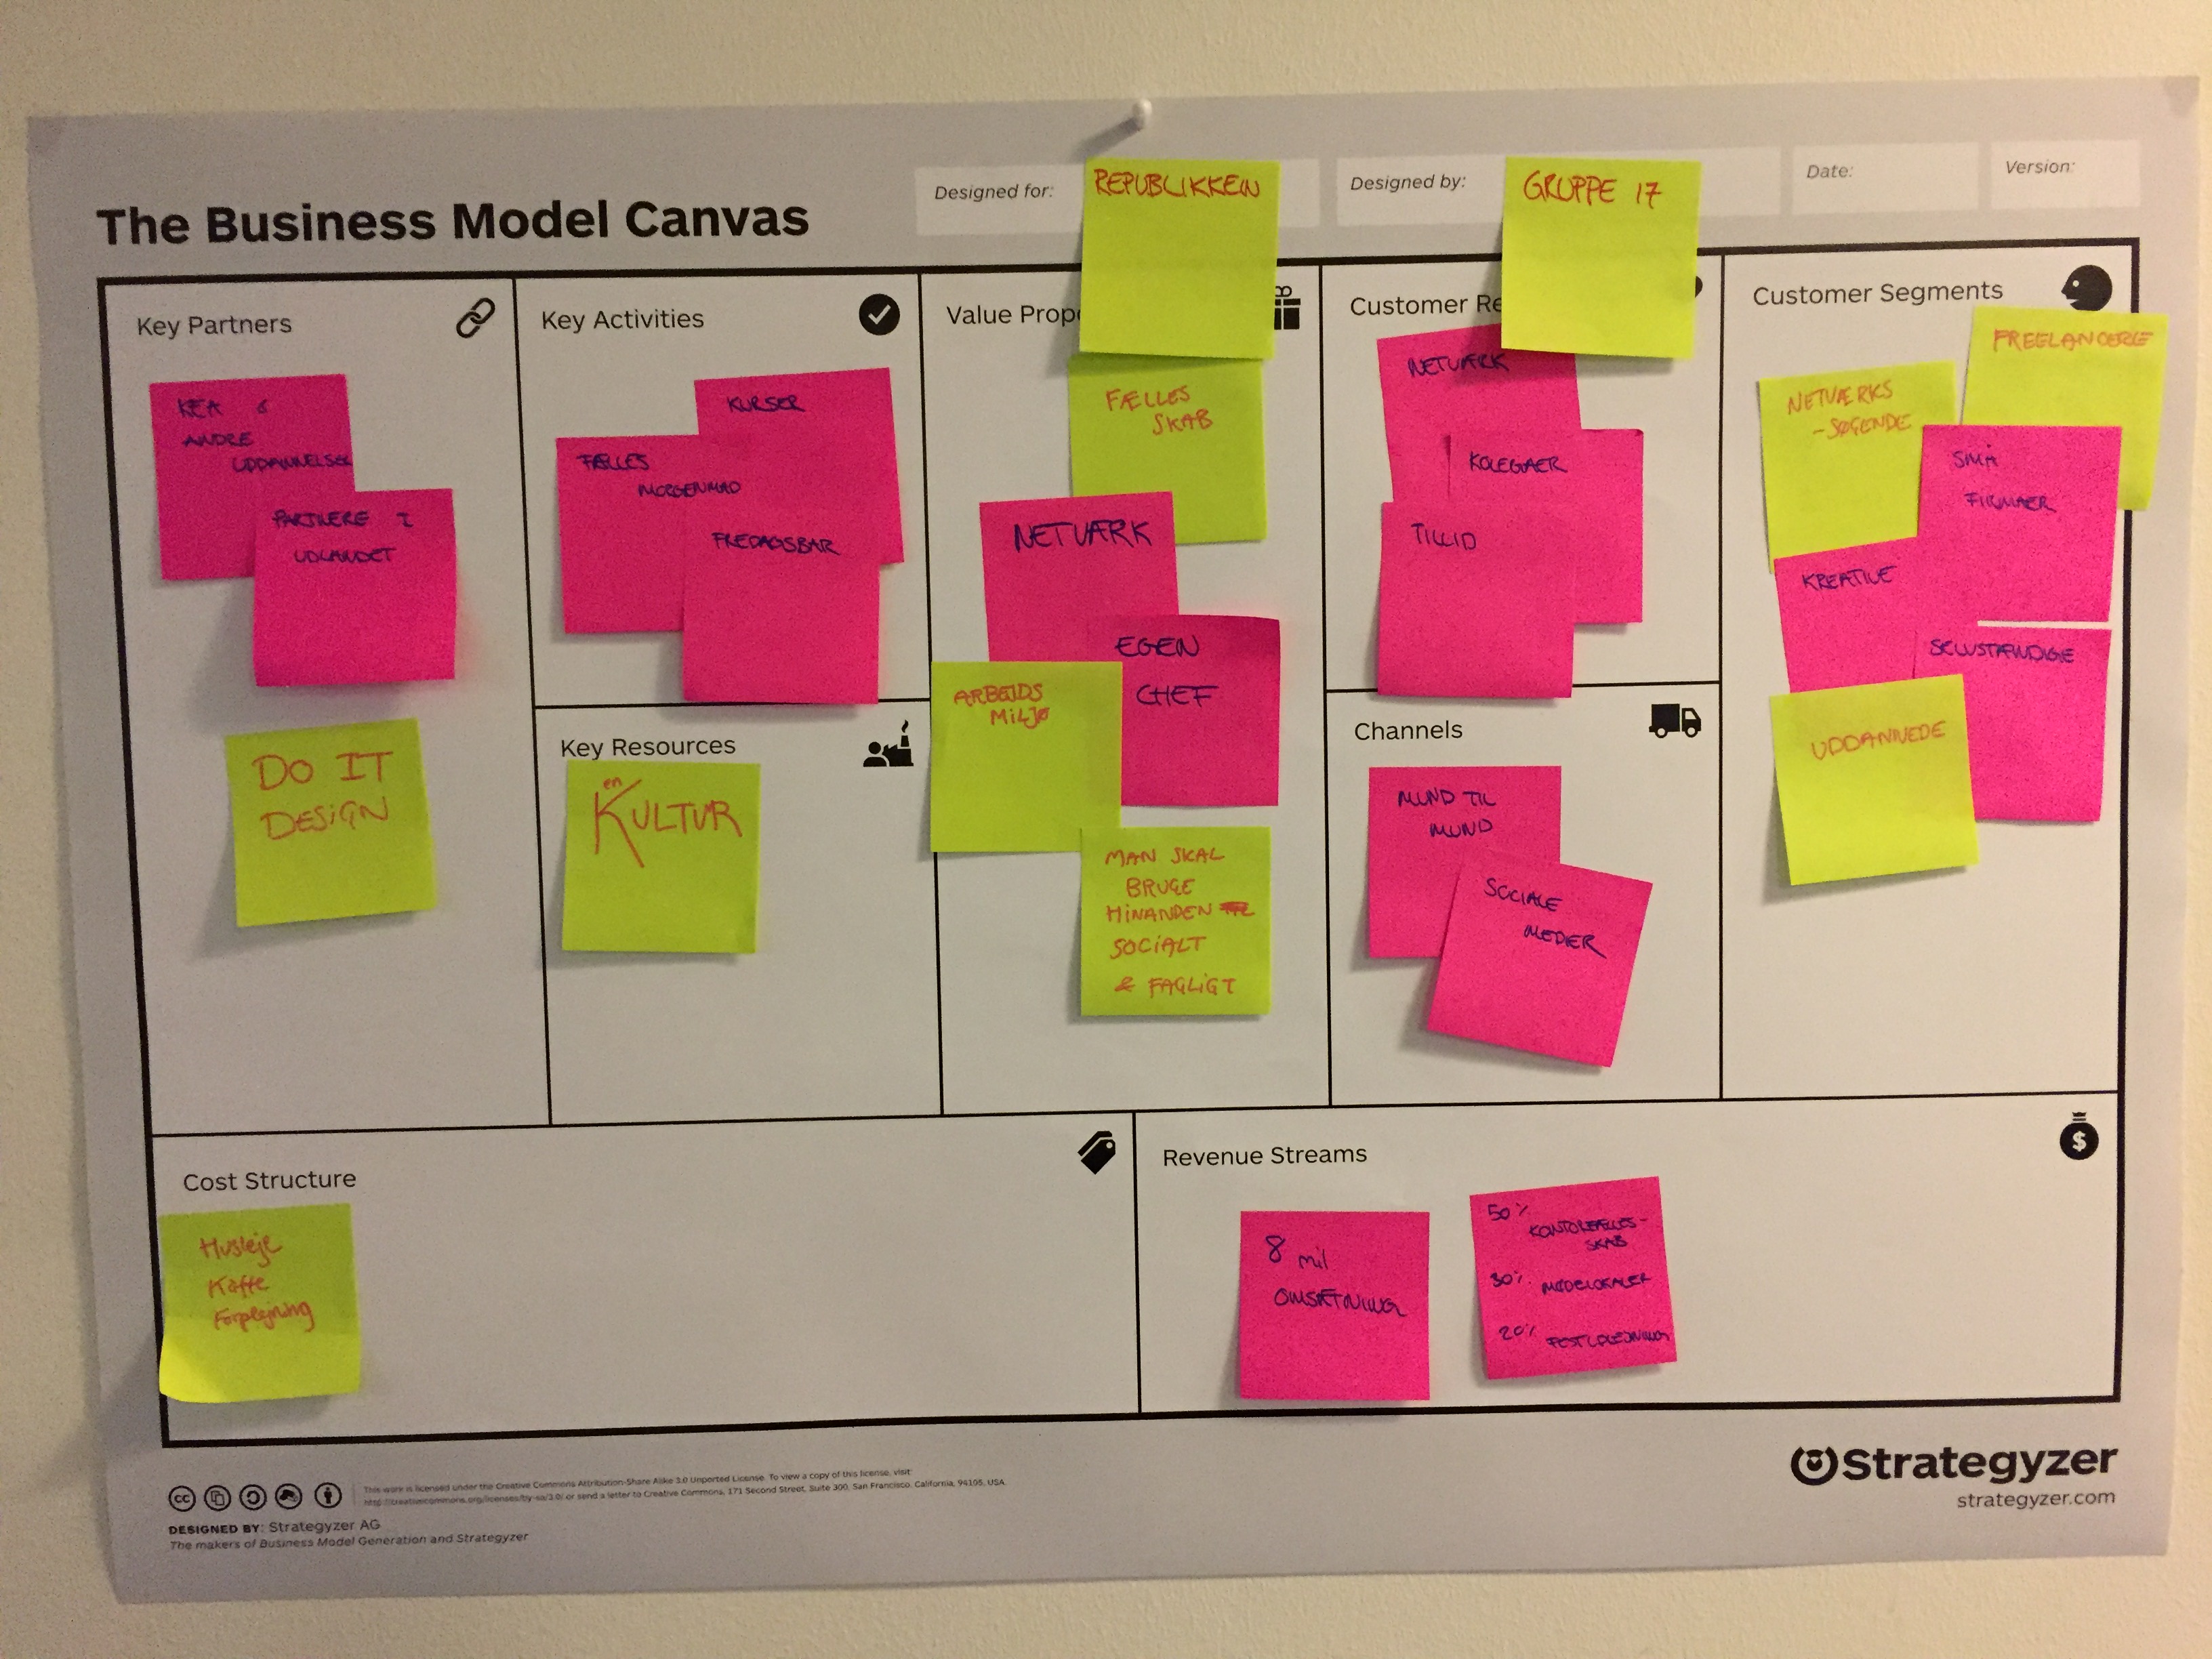 The Business Model Canvas
Designed for:
REPUBLIKKEN
Designed by:
GRUPPE 17
Date:
Version:
Key Partners
KEA &
ANDRE
UDDANNELSER
PARTNERE I
UDLANDET
DO IT
DESIGN
Key Activities
KURSER
FÆLLES
MORGENMAD
FREDAGSBAR
Key Resources
en
KULTUR
Value Prop
FÆLLES
SKAB
NETVÆRK
EGEN
CHEF
ARBEJDS
MILJØ
MAN SKAL
BRUGE
HINANDEN
SOCIALT
& FAGLIGT
Customer Re
NETVÆRK
KOLEGAER
TILLID
Channels
MUND TIL
MUND
SOCIALE
MEDIER
Customer Segments
FREELANCERE
NETVÆRKS
-SØGENDE
SMÅ
FIRMAER
KREATIVE
SELVSTÆNDIGE
UDDANNEDE
Cost Structure
Husleje
Kaffe
Forplejning
Revenue Streams
8 mil
OMSÆTNING
50% KONTORFÆLLES-
SKAB
30% MØDELOKALER
20% FESTUDLEJNING
This work is licensed under the Creative Commons Attribution-Share Alike 3.0 Unported License. To view a copy of this license, visit:
http://creativecommons.org/licenses/by-sa/3.0/ or send a letter to Creative Commons, 171 Second Street, Suite 300, San Francisco, California, 94105, USA.
DESIGNED BY: Strategyzer AG
The makers of Business Model Generation and Strategyzer
Strategyzer
strategyzer.com